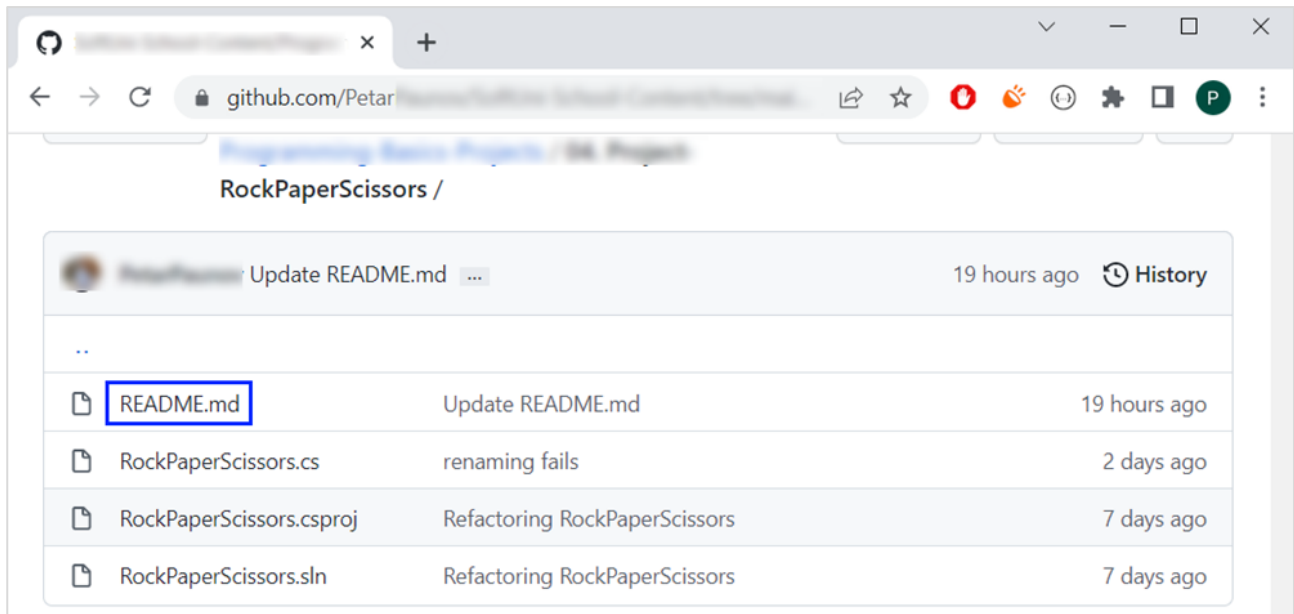 github.com/Petar
RockPaperScissors /
Update README.md ... 19 hours ago History
..
README.md Update README.md 19 hours ago
RockPaperScissors.cs renaming fails 2 days ago
RockPaperScissors.csproj Refactoring RockPaperScissors 7 days ago
RockPaperScissors.sln Refactoring RockPaperScissors 7 days ago
P